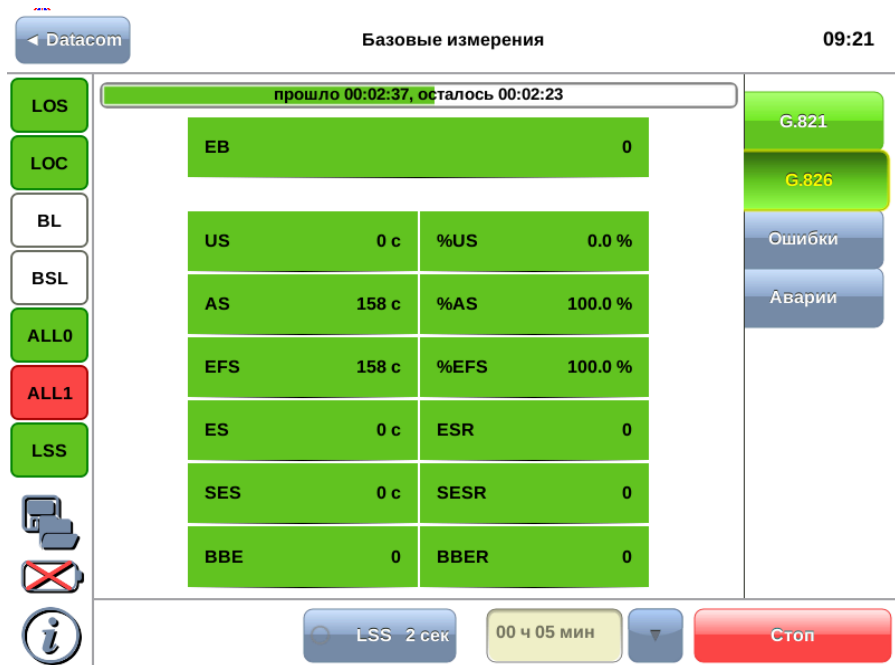 ◄ Datacom
Базовые измерения
09:21
LOS
LOC
BL
BSL
ALL0
ALL1
LSS
прошло 00:02:37, осталось 00:02:23
EB 0
US 0 с %US 0.0 %
AS 158 с %AS 100.0 %
EFS 158 с %EFS 100.0 %
ES 0 с ESR 0
SES 0 с SESR 0
BBE 0 BBER 0
G.821
G.826
Ошибки
Аварии
i
LSS 2 сек
00 ч 05 мин
▼
Стоп